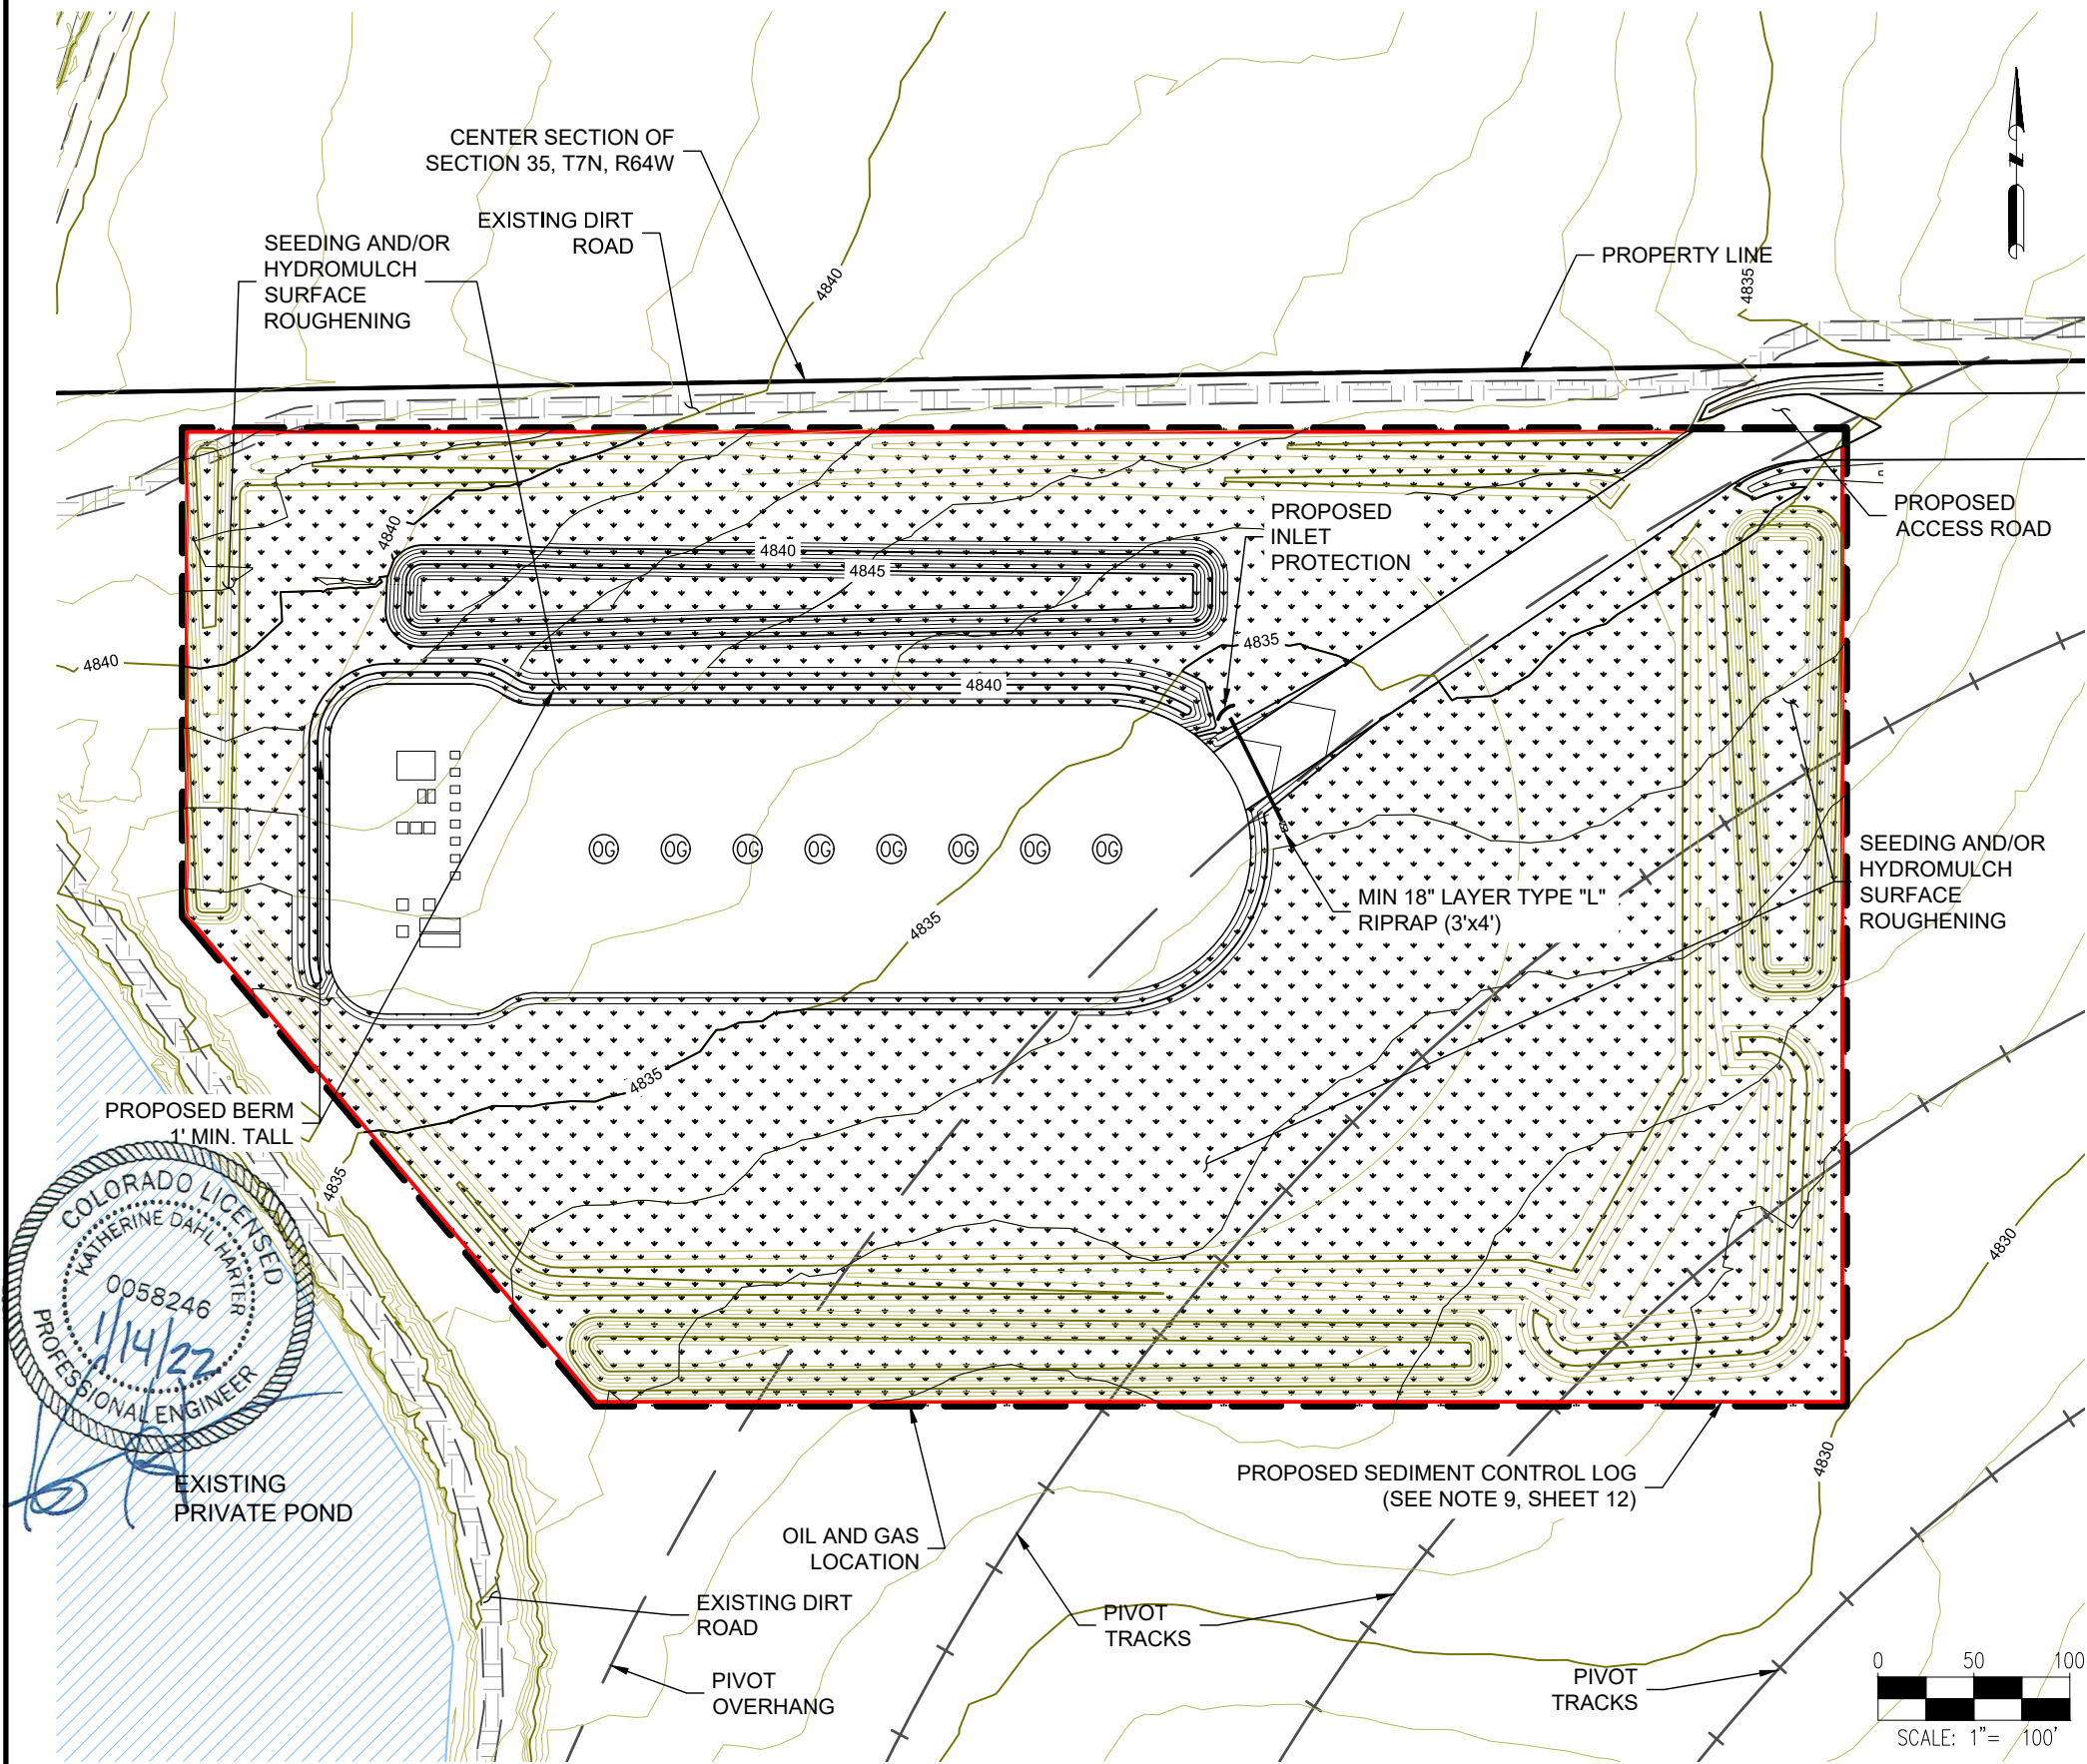 CENTER SECTION OF
SECTION 35, T7N, R64W
EXISTING DIRT
ROAD
SEEDING AND/OR
HYDROMULCH
SURFACE
ROUGHENING
4840
PROPERTY LINE
4835
N
PROPOSED
ACCESS ROAD
PROPOSED
INLET
PROTECTION
4840
4840
4845
4835
4840
4840
OG OG OG OG OG OG OG OG
SEEDING AND/OR
HYDROMULCH
SURFACE
ROUGHENING
MIN 18" LAYER TYPE "L"
RIPRAP (3'x4')
4835
4835
PROPOSED BERM
1' MIN. TALL
4835
COLORADO LICENSED
KATHERINE DAHL HARTER
0058246
1/14/22
PROFESSIONAL ENGINEER
4830
4830
EXISTING
PRIVATE POND
PROPOSED SEDIMENT CONTROL LOG
(SEE NOTE 9, SHEET 12)
OIL AND GAS
LOCATION
EXISTING DIRT
ROAD
PIVOT
TRACKS
PIVOT
OVERHANG
PIVOT
TRACKS
0 50 100
SCALE: 1"= 100'